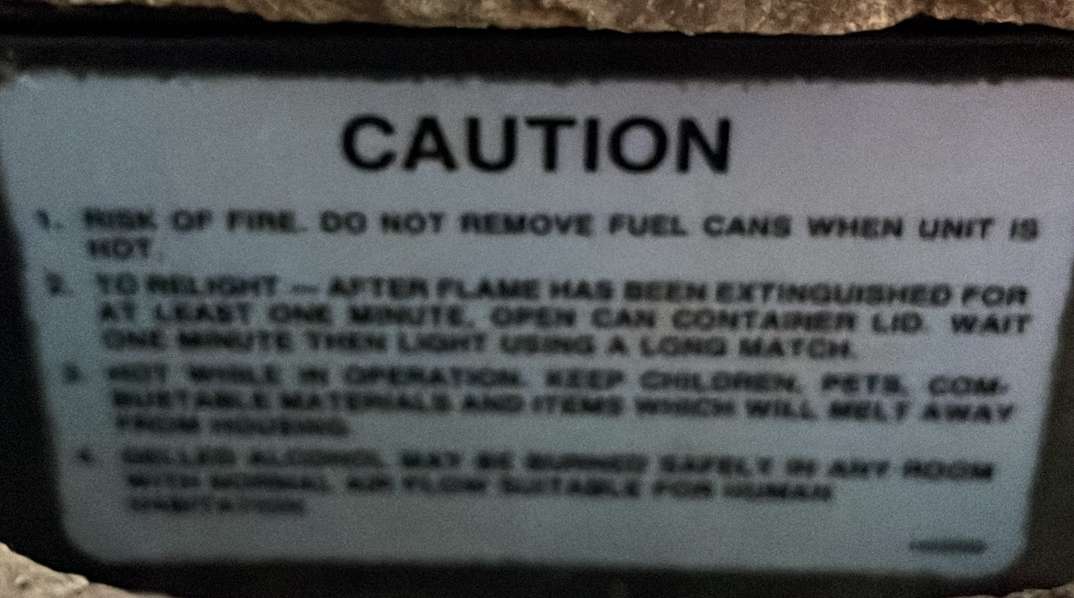 CAUTION
1. RISK OF FIRE. DO NOT REMOVE FUEL CANS WHEN UNIT IS
HOT.
2. TO RELIGHT — AFTER FLAME HAS BEEN EXTINGUISHED FOR
AT LEAST ONE MINUTE, OPEN CAN CONTAINER LID. WAIT
ONE MINUTE THEN LIGHT USING A LONG MATCH.
3. HOT WHILE IN OPERATION. KEEP CHILDREN, PETS, COM-
BUSTABLE MATERIALS AND ITEMS WHICH WILL MELT AWAY
FROM HOUSING.
4. GELLED ALCOHOL MAY BE BURNED SAFELY IN ANY ROOM
WITH NORMAL AIR FLOW SUITABLE FOR HUMAN
HABITATION.